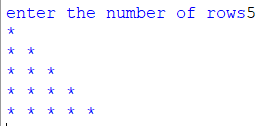 enter the number of rows5
*
* *
* * *
* * * *
* * * * *